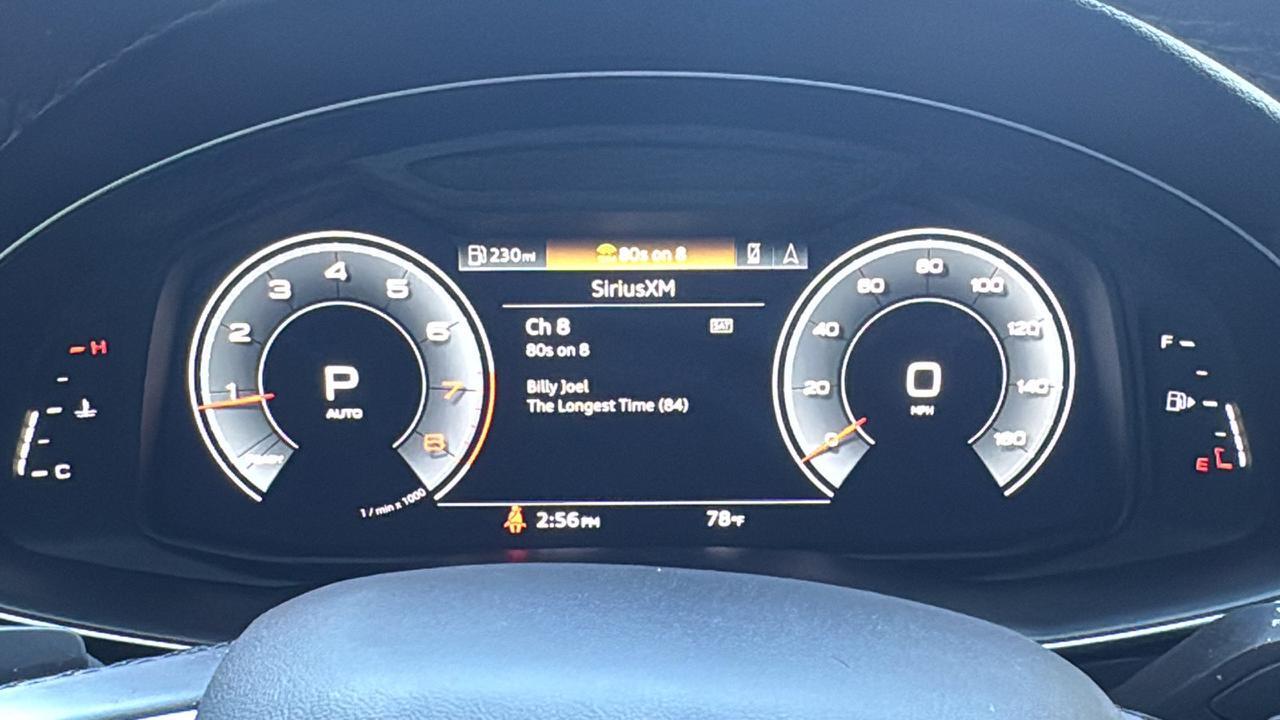 230mi
80s on 8
SiriusXM
Ch 8
SAT
80s on 8
Billy Joel
The Longest Time (84)
1 2 3 4 5 6 7 8
P
AUTO
1 / min x 1000
0 20 40 60 80 100 120 140 160
0
MPH
H
C
F
E
2:56PM
78°F